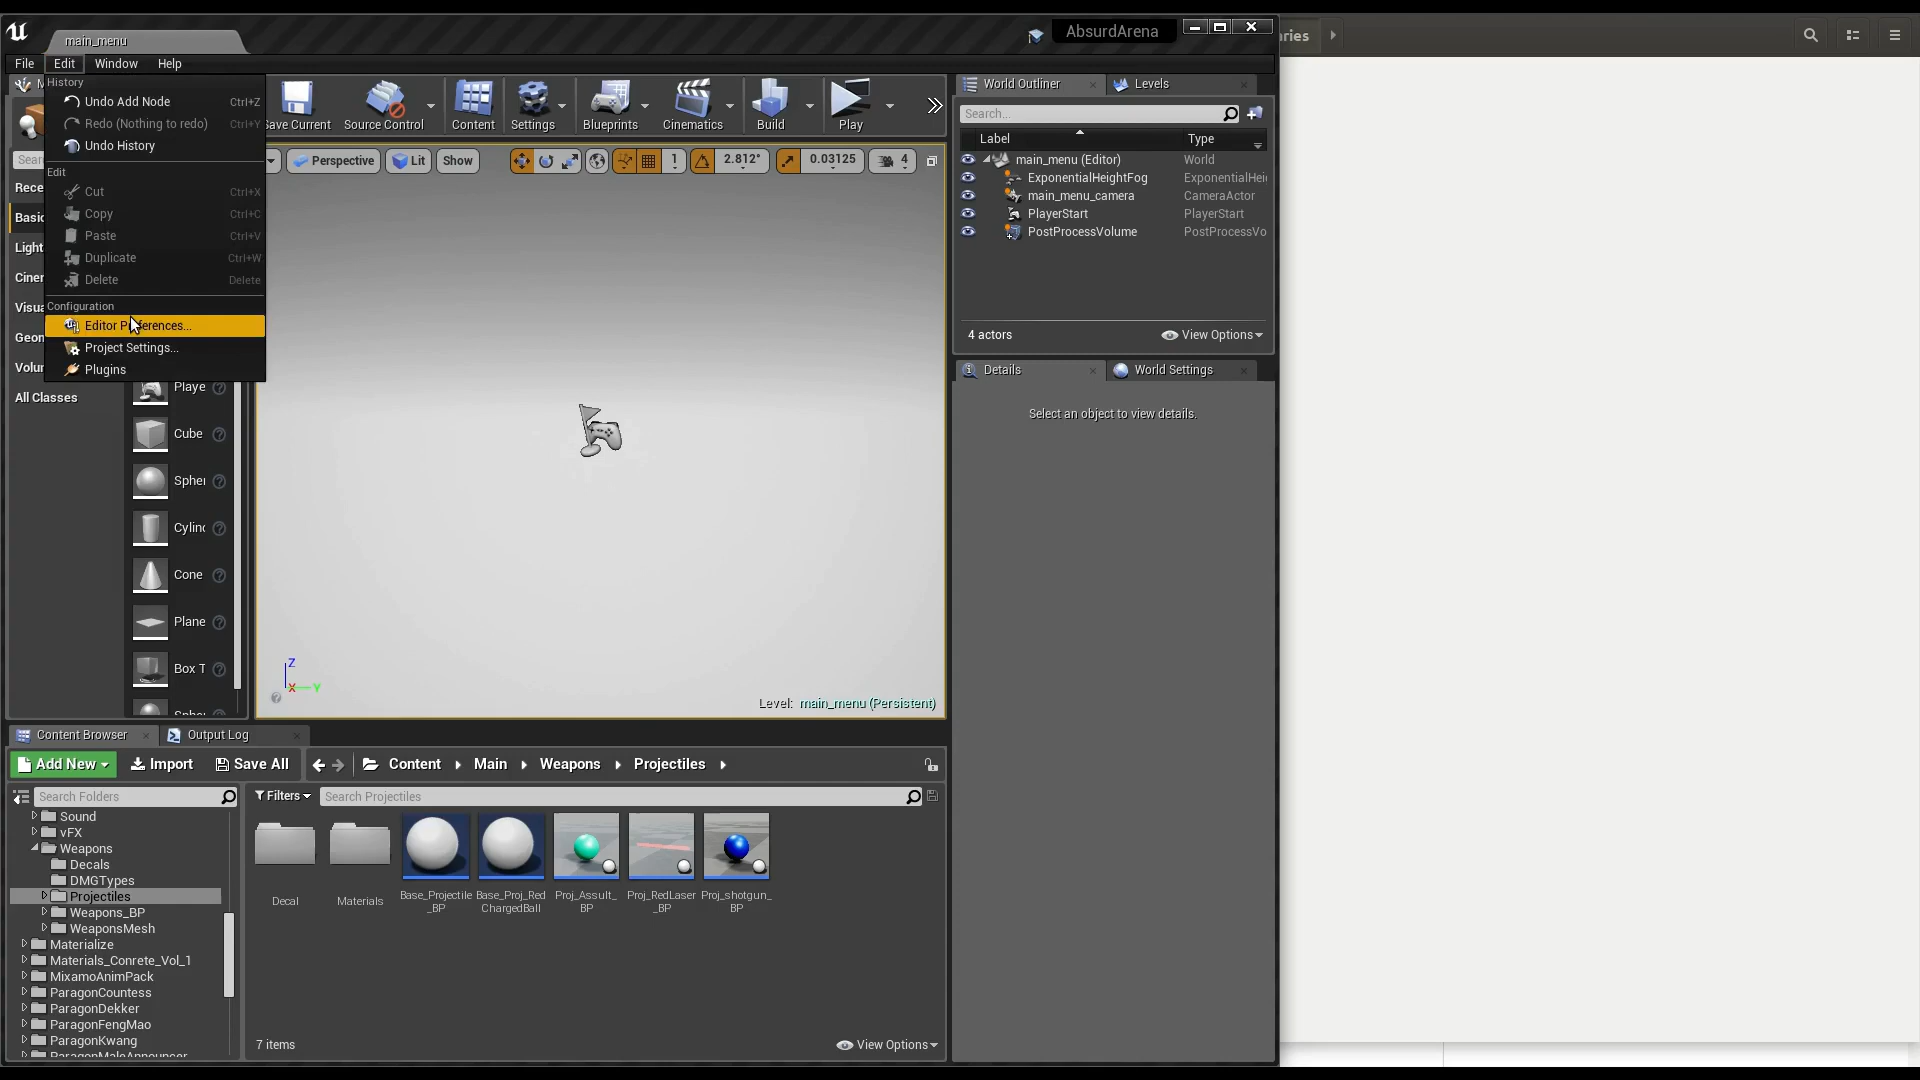 main_menu
AbsurdArena
ries
File
Edit
Window
Help
History
Undo Add Node
Ctrl+Z
Redo (Nothing to redo)
Ctrl+Y
Undo History
Edit
Cut
Ctrl+X
Copy
Ctrl+C
Paste
Ctrl+V
Duplicate
Ctrl+W
Delete
Delete
Configuration
Editor Preferences...
Project Settings...
Plugins
Save Current
Source Control
Content
Settings
Blueprints
Cinematics
Build
Play
Perspective
Lit
Show
1
2.812°
0.03125
4
Sear
Rece
Basic
Light
Ciner
Visua
Geon
Volur
All Classes
Playe
Cube
Spher
Cylinc
Cone
Plane
Box T
Z
X
Y
Level: main_menu (Persistent)
World Outliner
Levels
Search...
Label
Type
main_menu (Editor)
World
ExponentialHeightFog
ExponentialHei
main_menu_camera
CameraActor
PlayerStart
PlayerStart
PostProcessVolume
PostProcessVo
4 actors
View Options
Details
World Settings
Select an object to view details.
Content Browser
Output Log
Add New
Import
Save All
Content
Main
Weapons
Projectiles
Search Folders
Filters
Search Projectiles
Sound
vFX
Weapons
Decals
DMGTypes
Projectiles
Weapons_BP
WeaponsMesh
Materialize
Materials_Conrete_Vol_1
MixamoAnimPack
ParagonCountess
ParagonDekker
ParagonFengMao
ParagonKwang
Decal
Materials
Base_Projectile
_BP
Base_Proj_Red
ChargedBall
Proj_Assult_
BP
Proj_RedLaser
_BP
Proj_shotgun_
BP
7 items
View Options